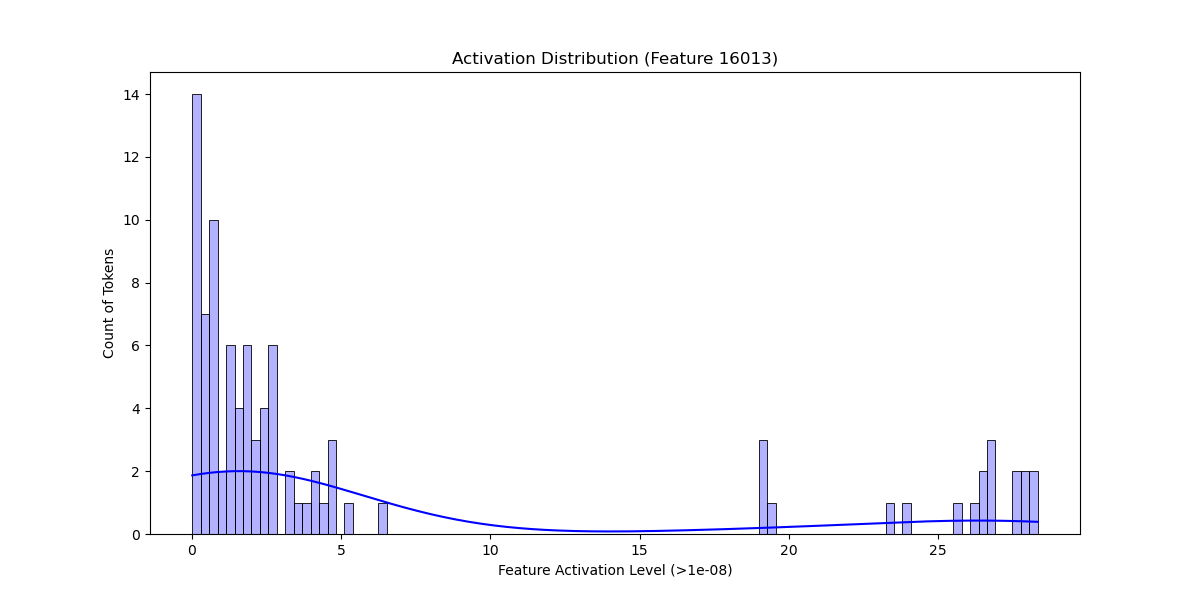 Activation Distribution (Feature 16013)
14
12
10
8
6
4
2
0
Count of Tokens
0 5 10 15 20 25
Feature Activation Level (>1e-08)